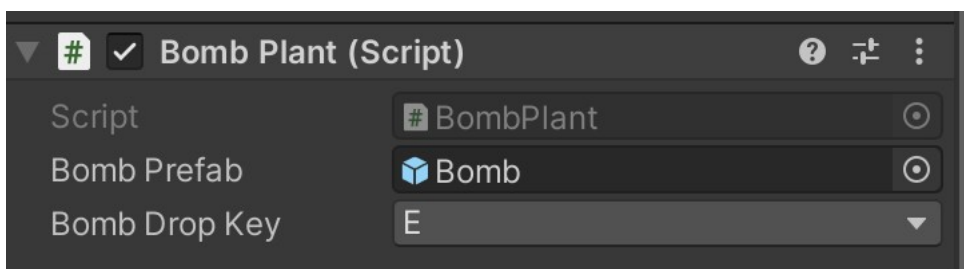 # Bomb Plant (Script)
Script # BombPlant
Bomb Prefab Bomb
Bomb Drop Key E